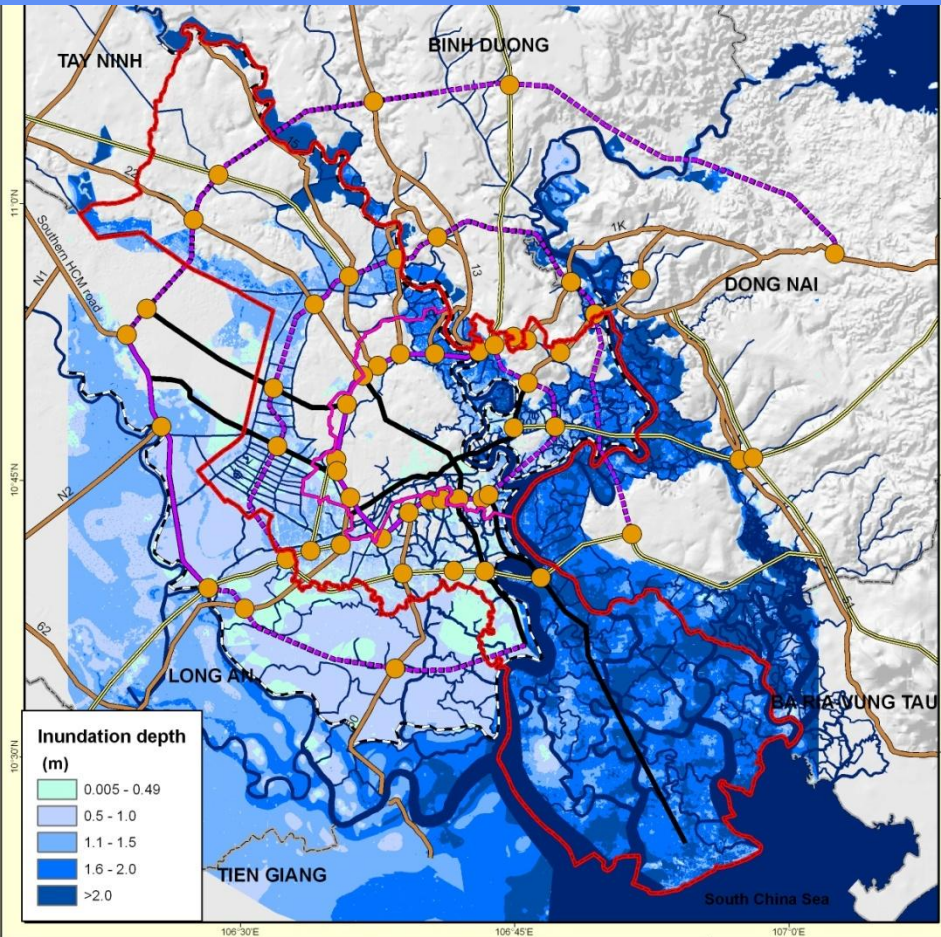 TAY NINH
BINH DUONG
11°0'N
22
Southern HCM road
N1
13
1K
DONG NAI
10°45'N
N2
51
62
LONG AN
BA RIA VUNG TAU
10°30'N
Inundation depth
(m)
0.005 - 0.49
0.5 - 1.0
1.1 - 1.5
1.6 - 2.0
>2.0
TIEN GIANG
South China Sea
106°30'E
106°45'E
107°0'E